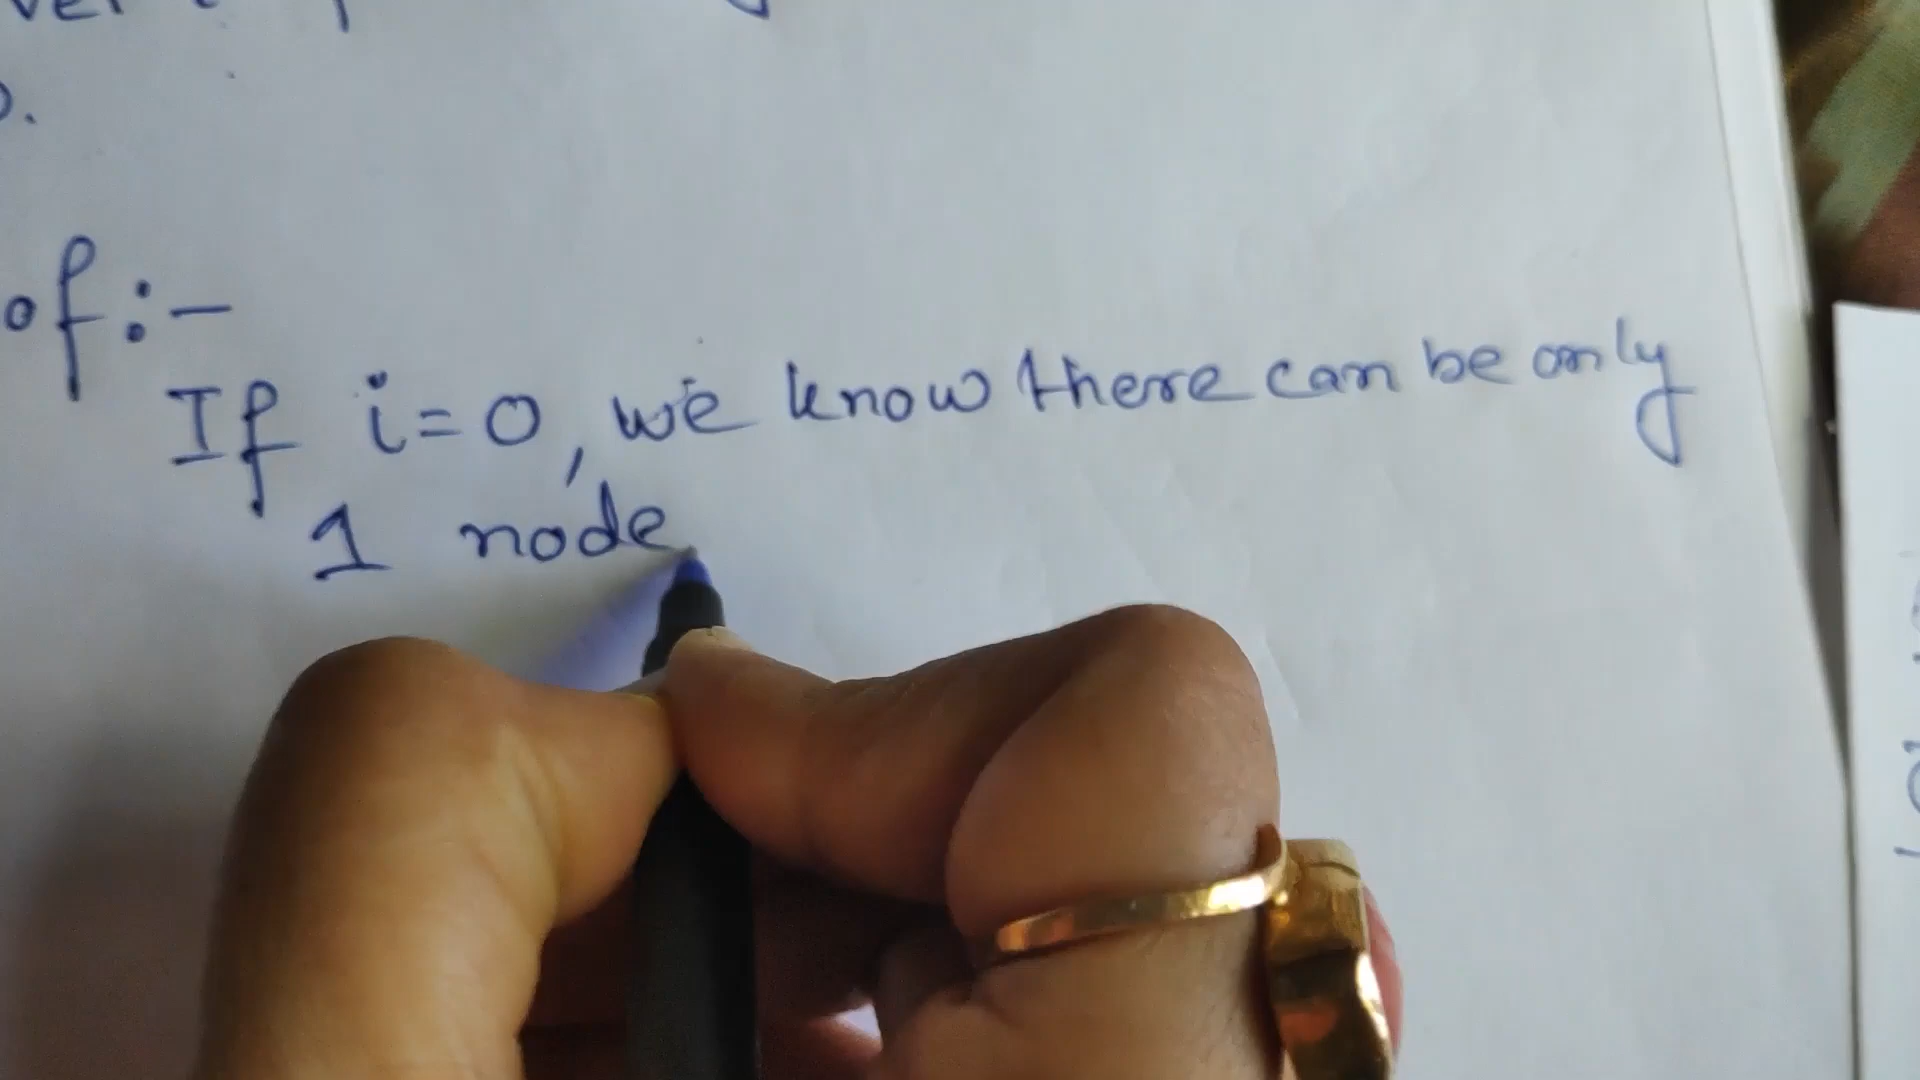 of:-
If i=0, we know there can be only
1 node